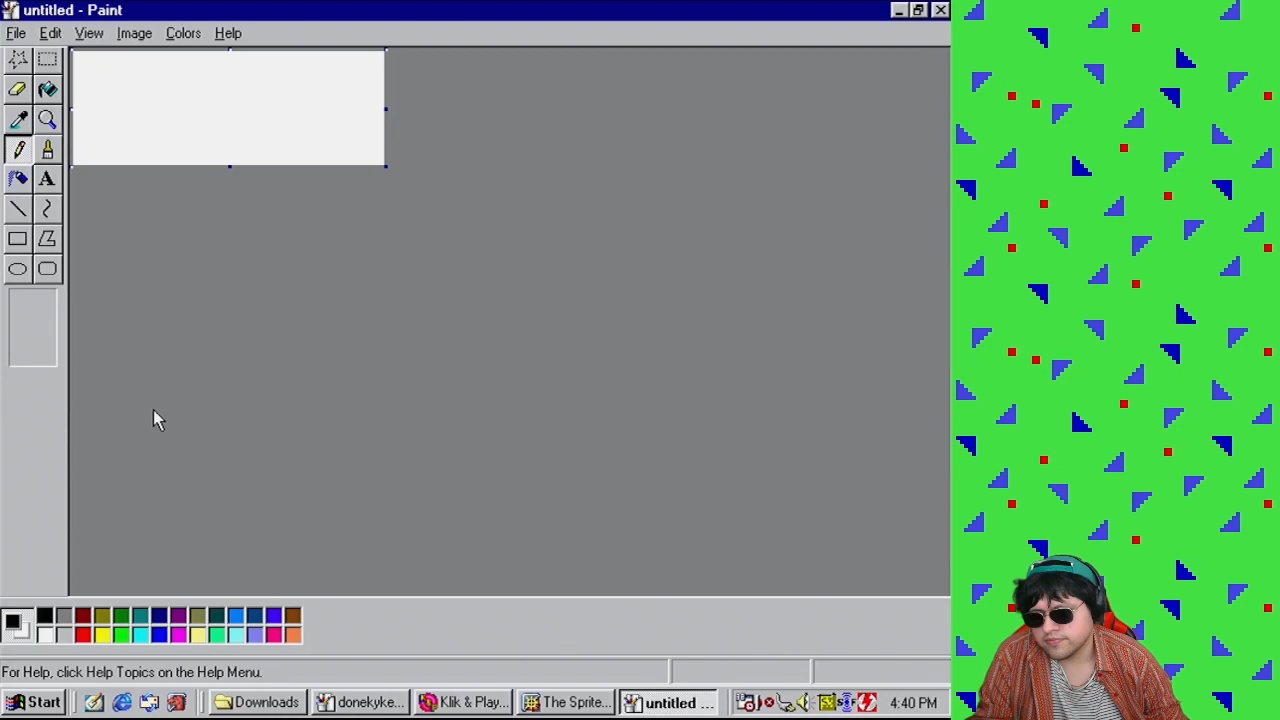 untitled - Paint
File Edit View Image Colors Help
A
For Help, click Help Topics on the Help Menu.
Start Downloads donekyke... Klik & Play,... The Sprite... untitled ... 4:40 PM